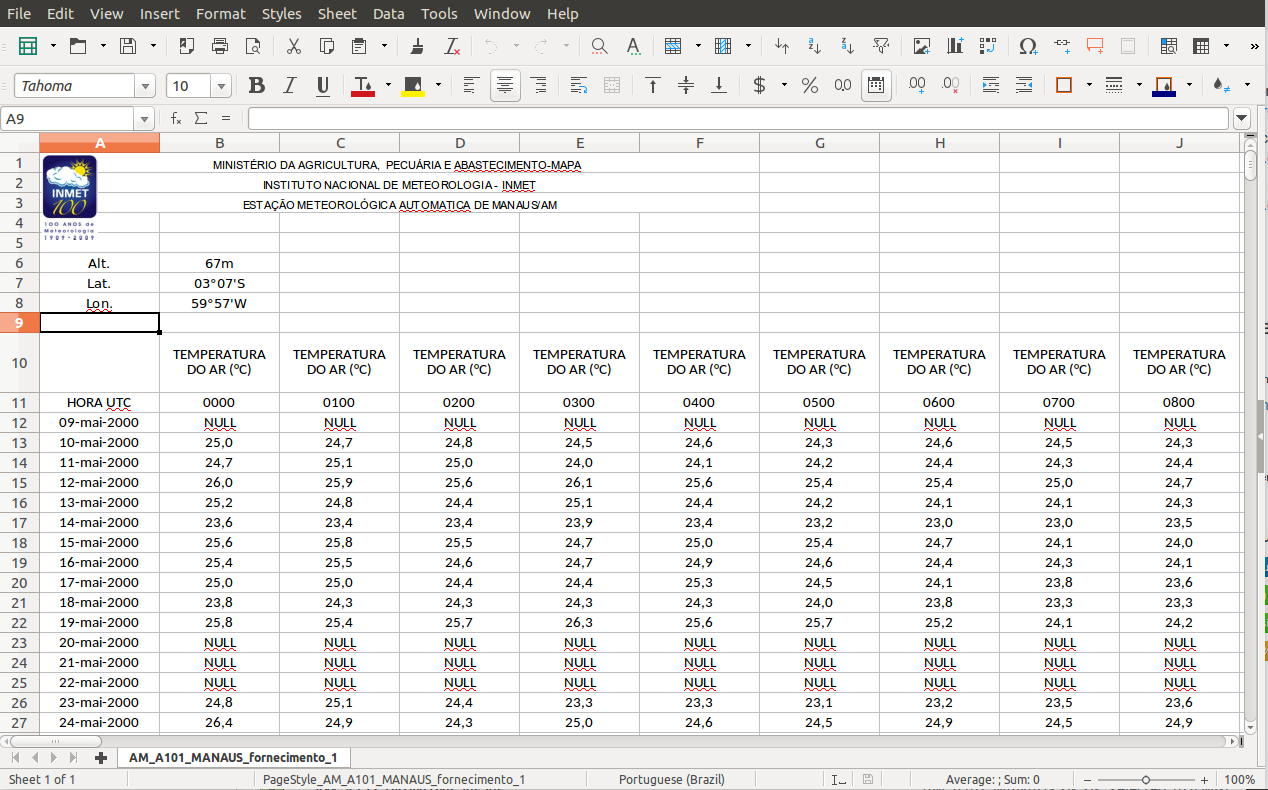 File Edit View Insert Format Styles Sheet Data Tools Window Help
Tahoma 10
A9
A B C D E F G H I J
1 MINISTÉRIO DA AGRICULTURA, PECUÁRIA E ABASTECIMENTO-MAPA
2 INSTITUTO NACIONAL DE METEOROLOGIA - INMET
3 ESTAÇÃO METEOROLÓGICA AUTOMATICA DE MANAUS/AM
INMET
100
4
100 ANOS de
Meteorologia
1909-2009
5
6 Alt. 67m
7 Lat. 03°07'S
8 Lon. 59°57'W
9
10 TEMPERATURA DO AR (°C) TEMPERATURA DO AR (°C) TEMPERATURA DO AR (°C) TEMPERATURA DO AR (°C) TEMPERATURA DO AR (°C) TEMPERATURA DO AR (°C) TEMPERATURA DO AR (°C) TEMPERATURA DO AR (°C) TEMPERATURA DO AR (°C)
11 HORA UTC 0000 0100 0200 0300 0400 0500 0600 0700 0800
12 09-mai-2000 NULL NULL NULL NULL NULL NULL NULL NULL NULL
13 10-mai-2000 25,0 24,7 24,8 24,5 24,6 24,3 24,6 24,5 24,3
14 11-mai-2000 24,7 25,1 25,0 24,0 24,1 24,2 24,4 24,3 24,4
15 12-mai-2000 26,0 25,9 25,6 26,1 25,6 25,4 25,4 25,0 24,7
16 13-mai-2000 25,2 24,8 24,4 25,1 24,4 24,2 24,1 24,1 24,3
17 14-mai-2000 23,6 23,4 23,4 23,9 23,4 23,2 23,0 23,0 23,5
18 15-mai-2000 25,6 25,8 25,5 24,7 25,0 25,4 24,7 24,1 24,0
19 16-mai-2000 25,4 25,5 24,6 24,7 24,9 24,6 24,4 24,3 24,1
20 17-mai-2000 25,0 25,0 24,4 24,4 25,3 24,5 24,1 23,8 23,6
21 18-mai-2000 23,8 24,3 24,3 24,3 24,3 24,0 23,8 23,3 23,3
22 19-mai-2000 25,8 25,4 25,7 26,3 25,6 25,7 25,2 24,1 24,2
23 20-mai-2000 NULL NULL NULL NULL NULL NULL NULL NULL NULL
24 21-mai-2000 NULL NULL NULL NULL NULL NULL NULL NULL NULL
25 22-mai-2000 NULL NULL NULL NULL NULL NULL NULL NULL NULL
26 23-mai-2000 24,8 25,1 24,4 23,3 23,3 23,1 23,2 23,5 23,6
27 24-mai-2000 26,4 24,9 24,3 25,0 24,6 24,5 24,9 24,5 24,9
AM_A101_MANAUS_fornecimento_1
Sheet 1 of 1 PageStyle_AM_A101_MANAUS_fornecimento_1 Portuguese (Brazil) Average: ; Sum: 0 100%